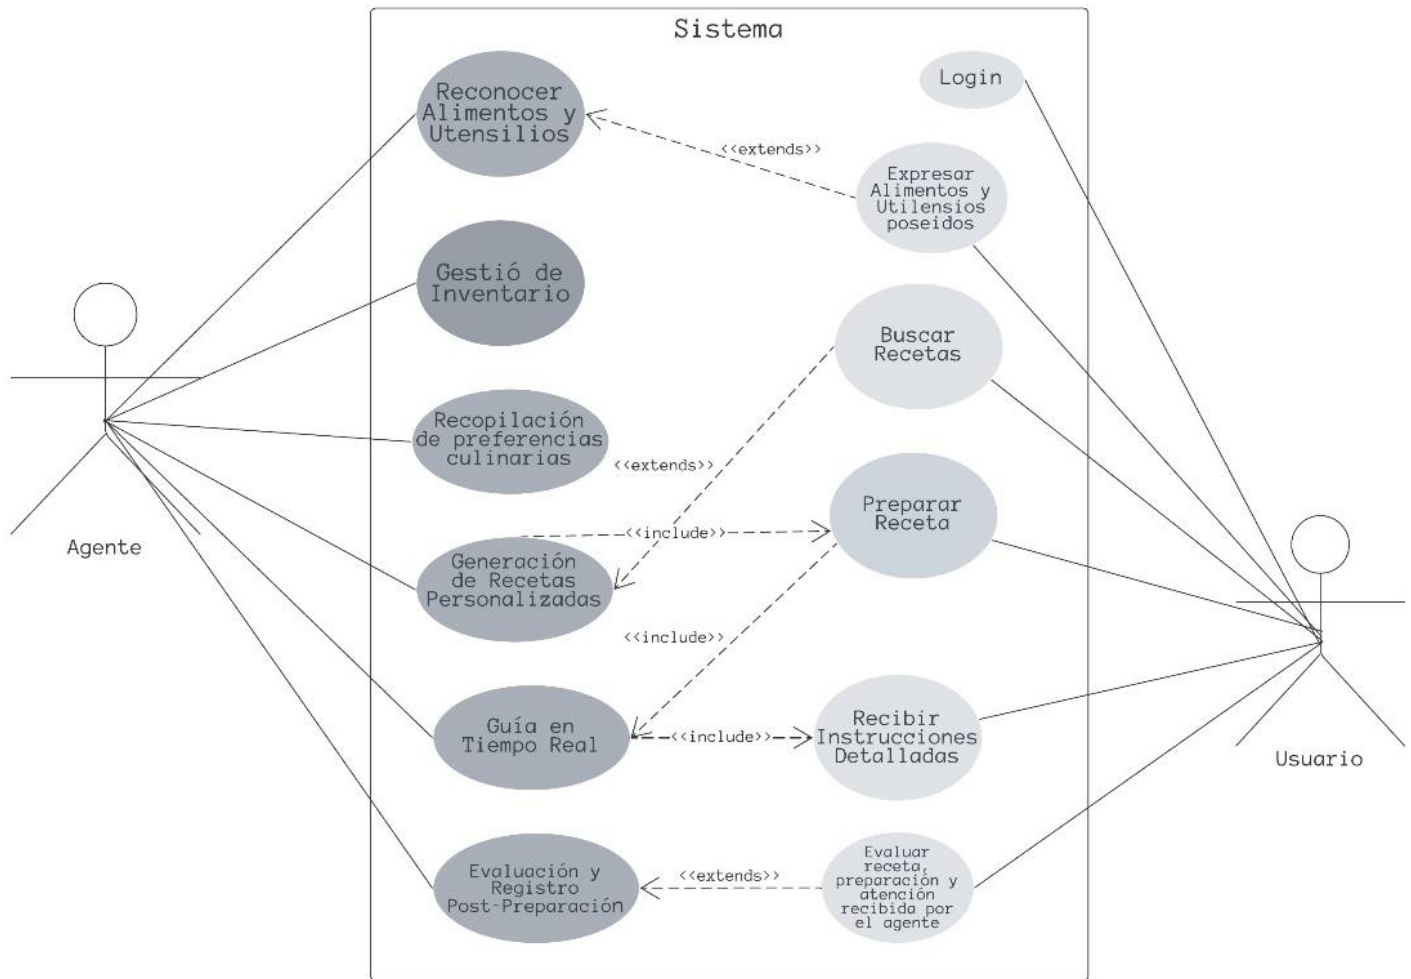 Sistema
Reconocer
Alimentos y
Utensilios
Login
<<extends>>
Expresar
Alimentos y
Utilensios
poseidos
Gestió de
Inventario
Buscar
Recetas
Recopilación
de preferencias
culinarias
<<extends>>
Preparar
Receta
<<include>>
Agente
Generación
de Recetas
Personalizadas
<<include>>
Guía en
Tiempo Real
<<include>>
Recibir
Instrucciones
Detalladas
Usuario
Evaluación y
Registro
Post-Preparación
<<extends>>
Evaluar
receta,
preparación y
atención
recibida por
el agente